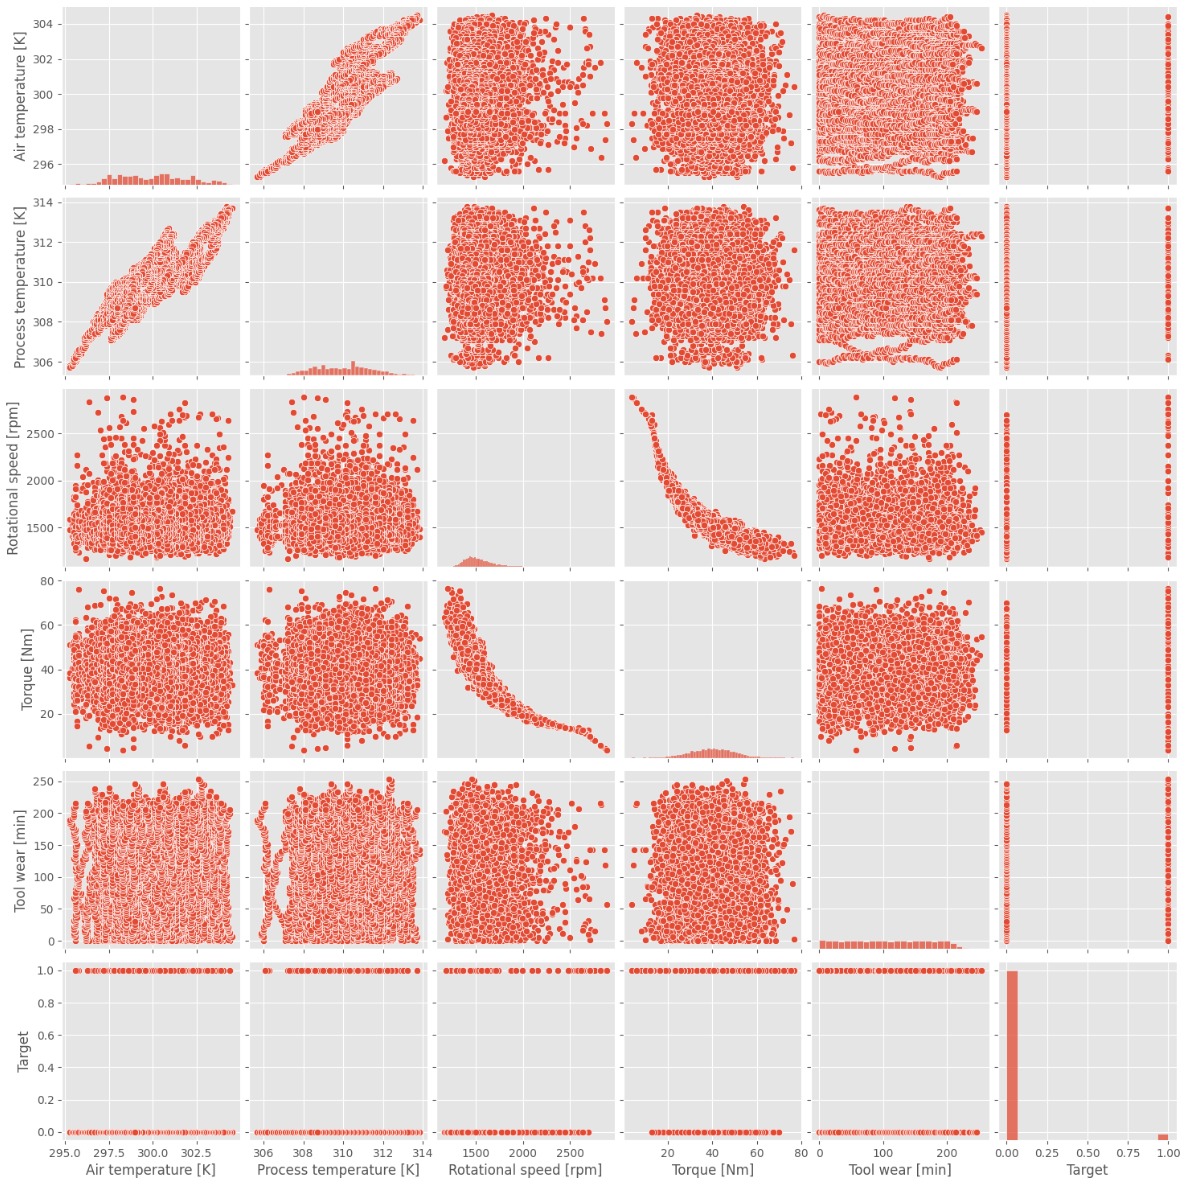 Air temperature [K]
304
302
300
298
296
Process temperature [K]
314
312
310
308
306
Rotational speed [rpm]
2500
2000
1500
Torque [Nm]
80
60
40
20
Tool wear [min]
250
200
150
100
50
0
Target
1.0
0.8
0.6
0.4
0.2
0.0
295.0 297.5 300.0 302.5
306 308 310 312 314
1500 2000 2500
20 40 60 80
0 100 200
0.00 0.25 0.50 0.75 1.00
Air temperature [K] Process temperature [K] Rotational speed [rpm] Torque [Nm] Tool wear [min] Target